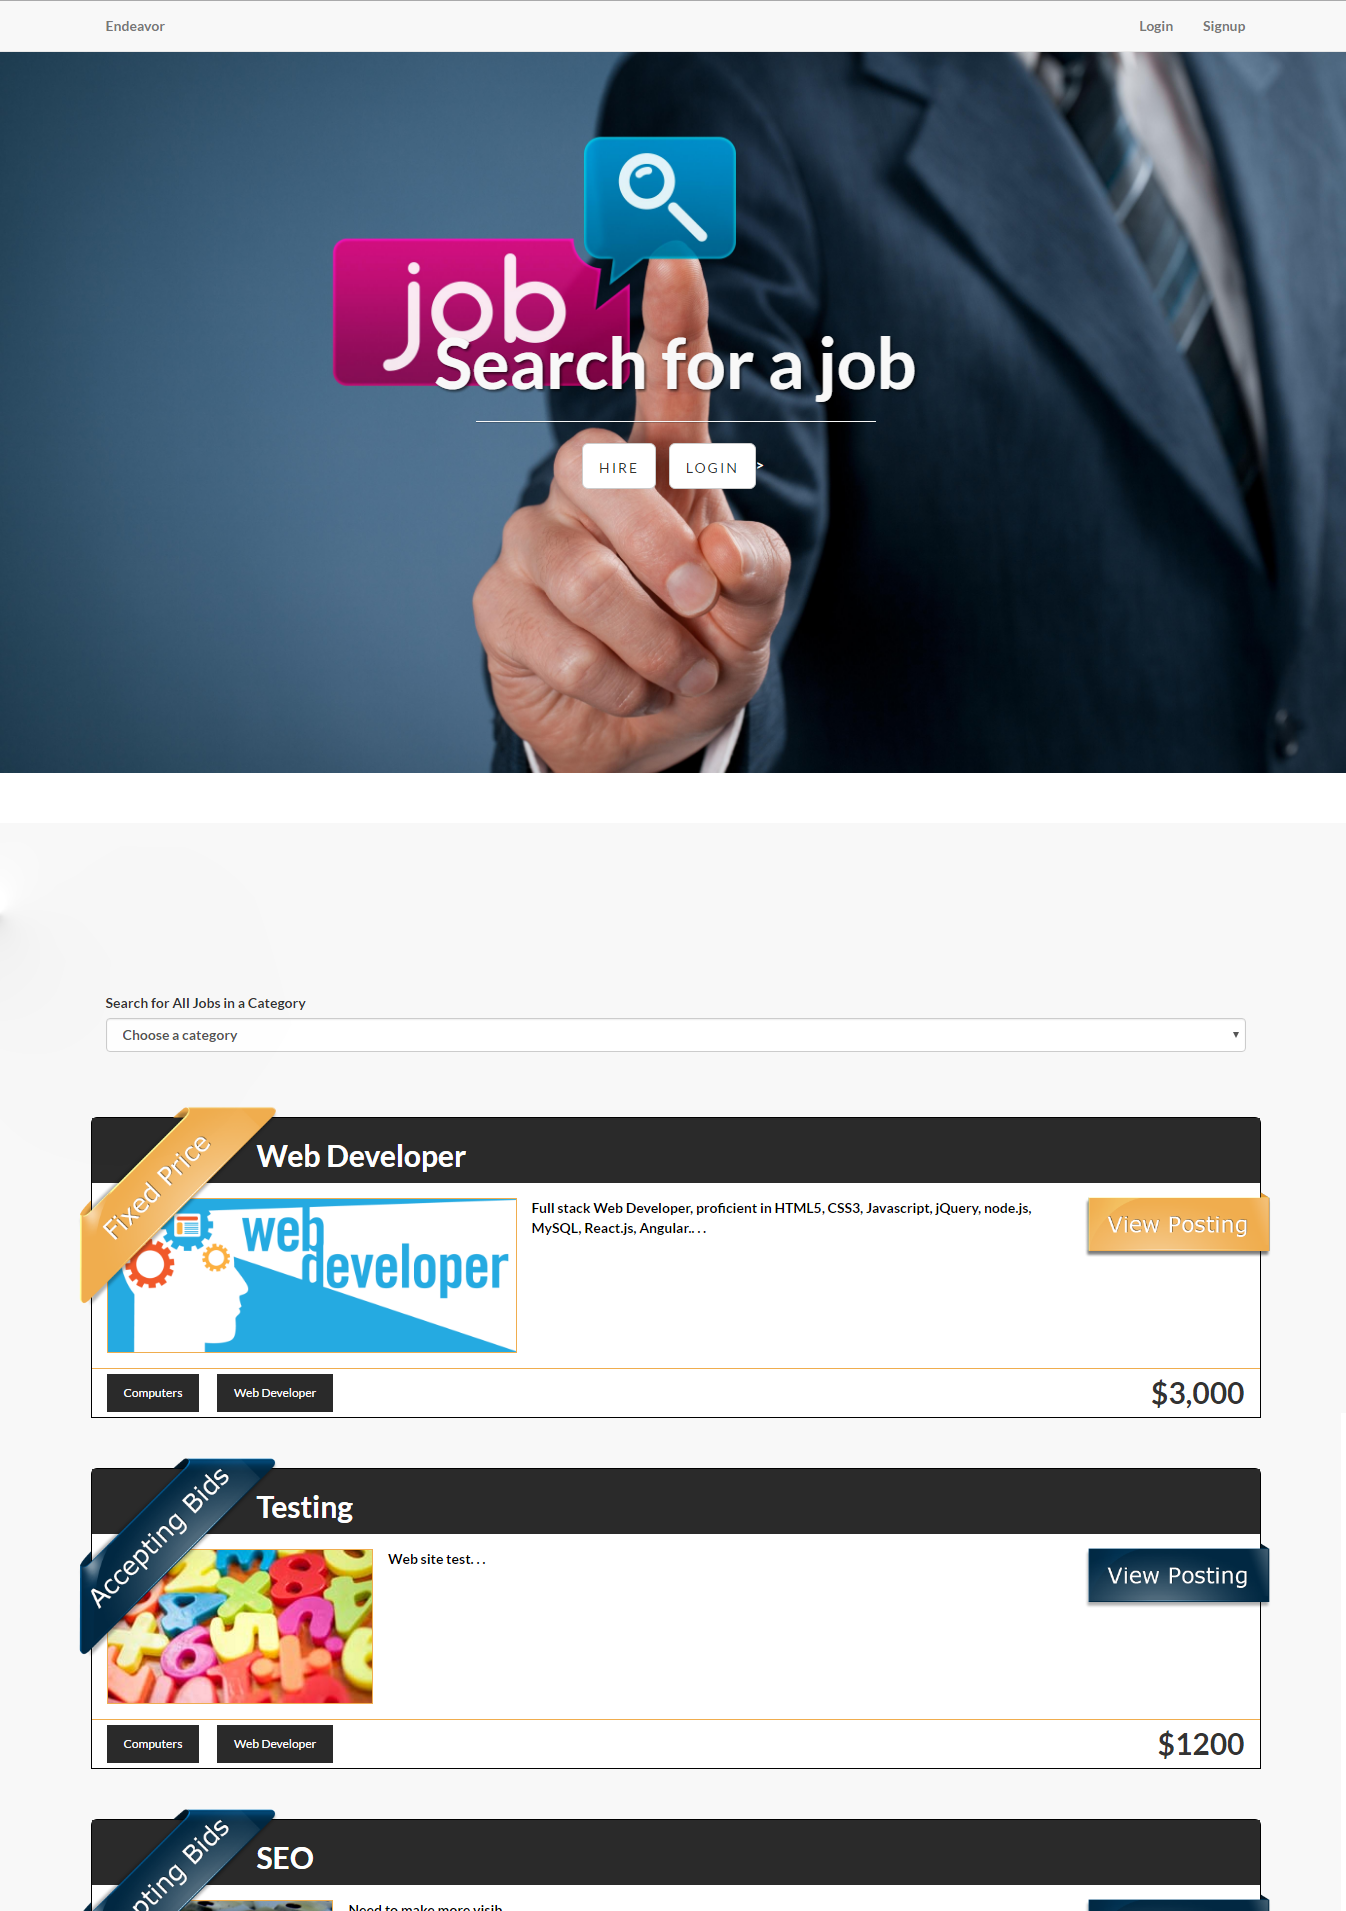 Endeavor
Login
Signup
job
Search for a job
HIRE
LOGIN
>
Search for All Jobs in a Category
Choose a category
Fixed Price
Web Developer
web
developer
Full stack Web Developer, proficient in HTML5, CSS3, Javascript, jQuery, node.js,
MySQL, React.js, Angular.. . .
View Posting
Computers
Web Developer
$3,000
Accepting Bids
Testing
Web site test. . .
View Posting
Computers
Web Developer
$1200
pting Bids
SEO
Need to make more visib